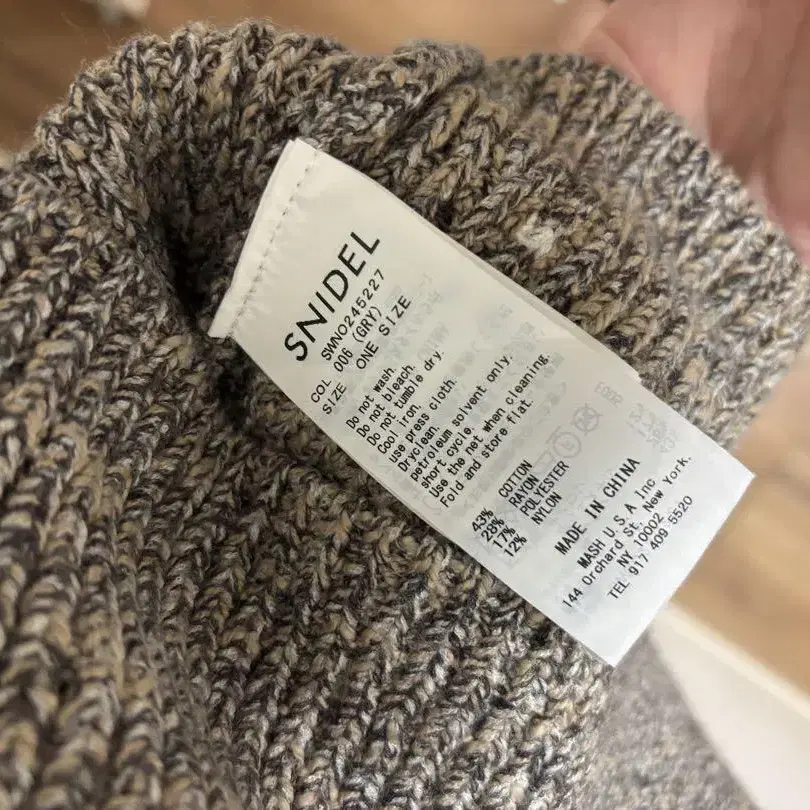 SNIDEL
SWNO245227
COL 006 (GRY)
SIZE ONE SIZE
Do not wash.
Do not bleach.
Do not tumble dry.
Cool iron.
use press cloth.
Dryclean.
petroleum solvent only.
short cycle.
Use the net when cleaning.
Fold and store flat.
43% COTTON
28% RAYON
17% POLYESTER
12% NYLON
MADE IN CHINA
MASH U.S.A Inc
144 Orchard St. New York.
NY 10002
TEL 917 409 5520